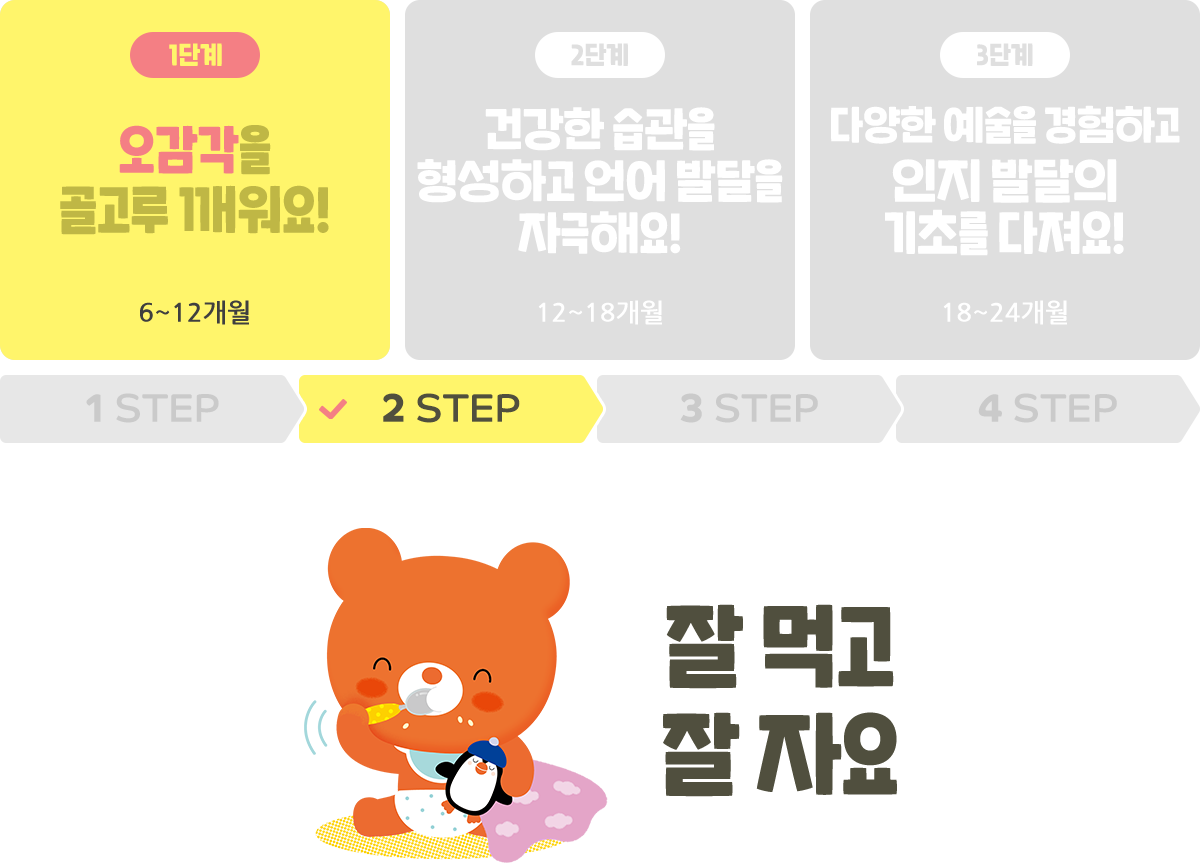 1단계
오감각을
골고루 깨워요!
6~12개월
2단계
건강한 습관을
형성하고 언어 발달을
자극해요!
12~18개월
3단계
다양한 예술을 경험하고
인지 발달의
기초를 다져요!
18~24개월
1 STEP
2 STEP
3 STEP
4 STEP
잘 먹고
잘 자요